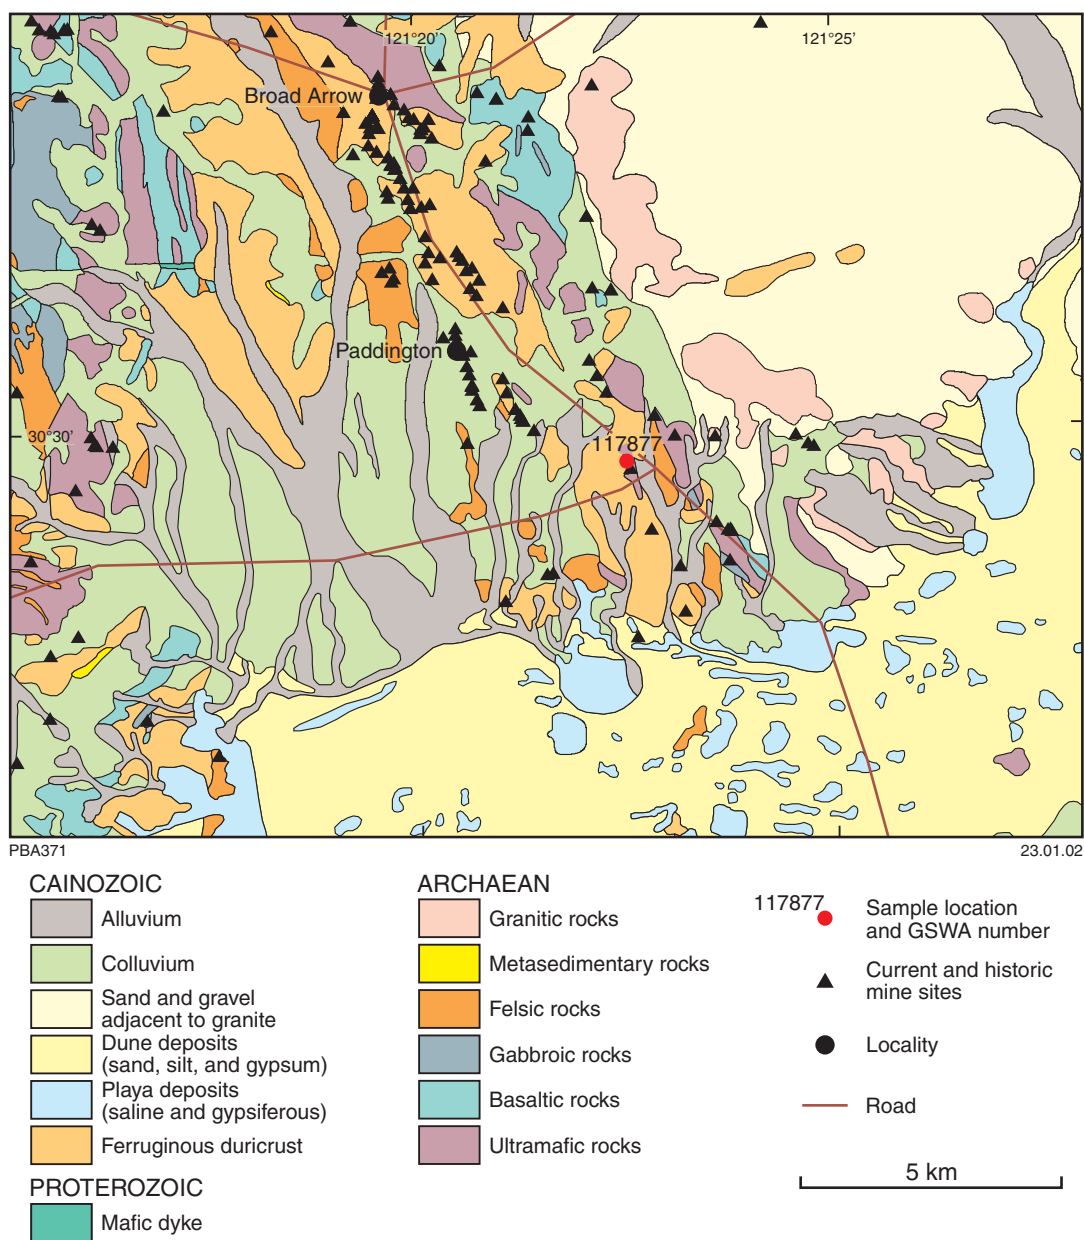 121°20'
121°25'
Broad Arrow
Paddington
30°30'
117877
PBA371
23.01.02
CAINOZOIC
Alluvium
Colluvium
Sand and gravel
adjacent to granite
Dune deposits
(sand, silt, and gypsum)
Playa deposits
(saline and gypsiferous)
Ferruginous duricrust
PROTEROZOIC
Mafic dyke
ARCHAEAN
Granitic rocks
Metasedimentary rocks
Felsic rocks
Gabbroic rocks
Basaltic rocks
Ultramafic rocks
117877
Sample location
and GSWA number
Current and historic
mine sites
Locality
Road
5 km